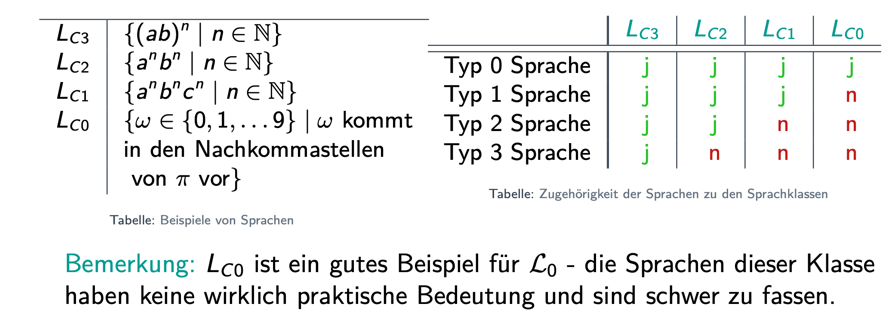 L_C3 {(ab)^n | n ∈ ℕ}
L_C2 {a^n b^n | n ∈ ℕ}
L_C1 {a^n b^n c^n | n ∈ ℕ}
L_C0 {ω ∈ {0, 1, . . . 9} | ω kommt
in den Nachkommastellen
von π vor}
Tabelle: Beispiele von Sprachen
L_C3 L_C2 L_C1 L_C0
Typ 0 Sprache j j j j
Typ 1 Sprache j j j n
Typ 2 Sprache j j n n
Typ 3 Sprache j n n n
Tabelle: Zugehörigkeit der Sprachen zu den Sprachklassen
Bemerkung: L_C0 ist ein gutes Beispiel für ℒ_0 - die Sprachen dieser Klasse
haben keine wirklich praktische Bedeutung und sind schwer zu fassen.